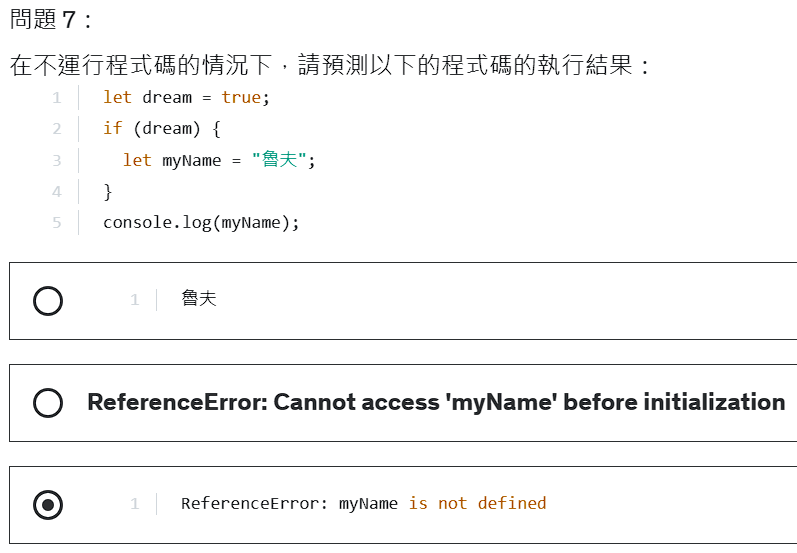 問題 7：
在不運行程式碼的情況下，請預測以下的程式碼的執行結果：
1 let dream = true;
2 if (dream) {
3 let myName = "魯夫";
4 }
5 console.log(myName);
1 魯夫
ReferenceError: Cannot access 'myName' before initialization
1 ReferenceError: myName is not defined